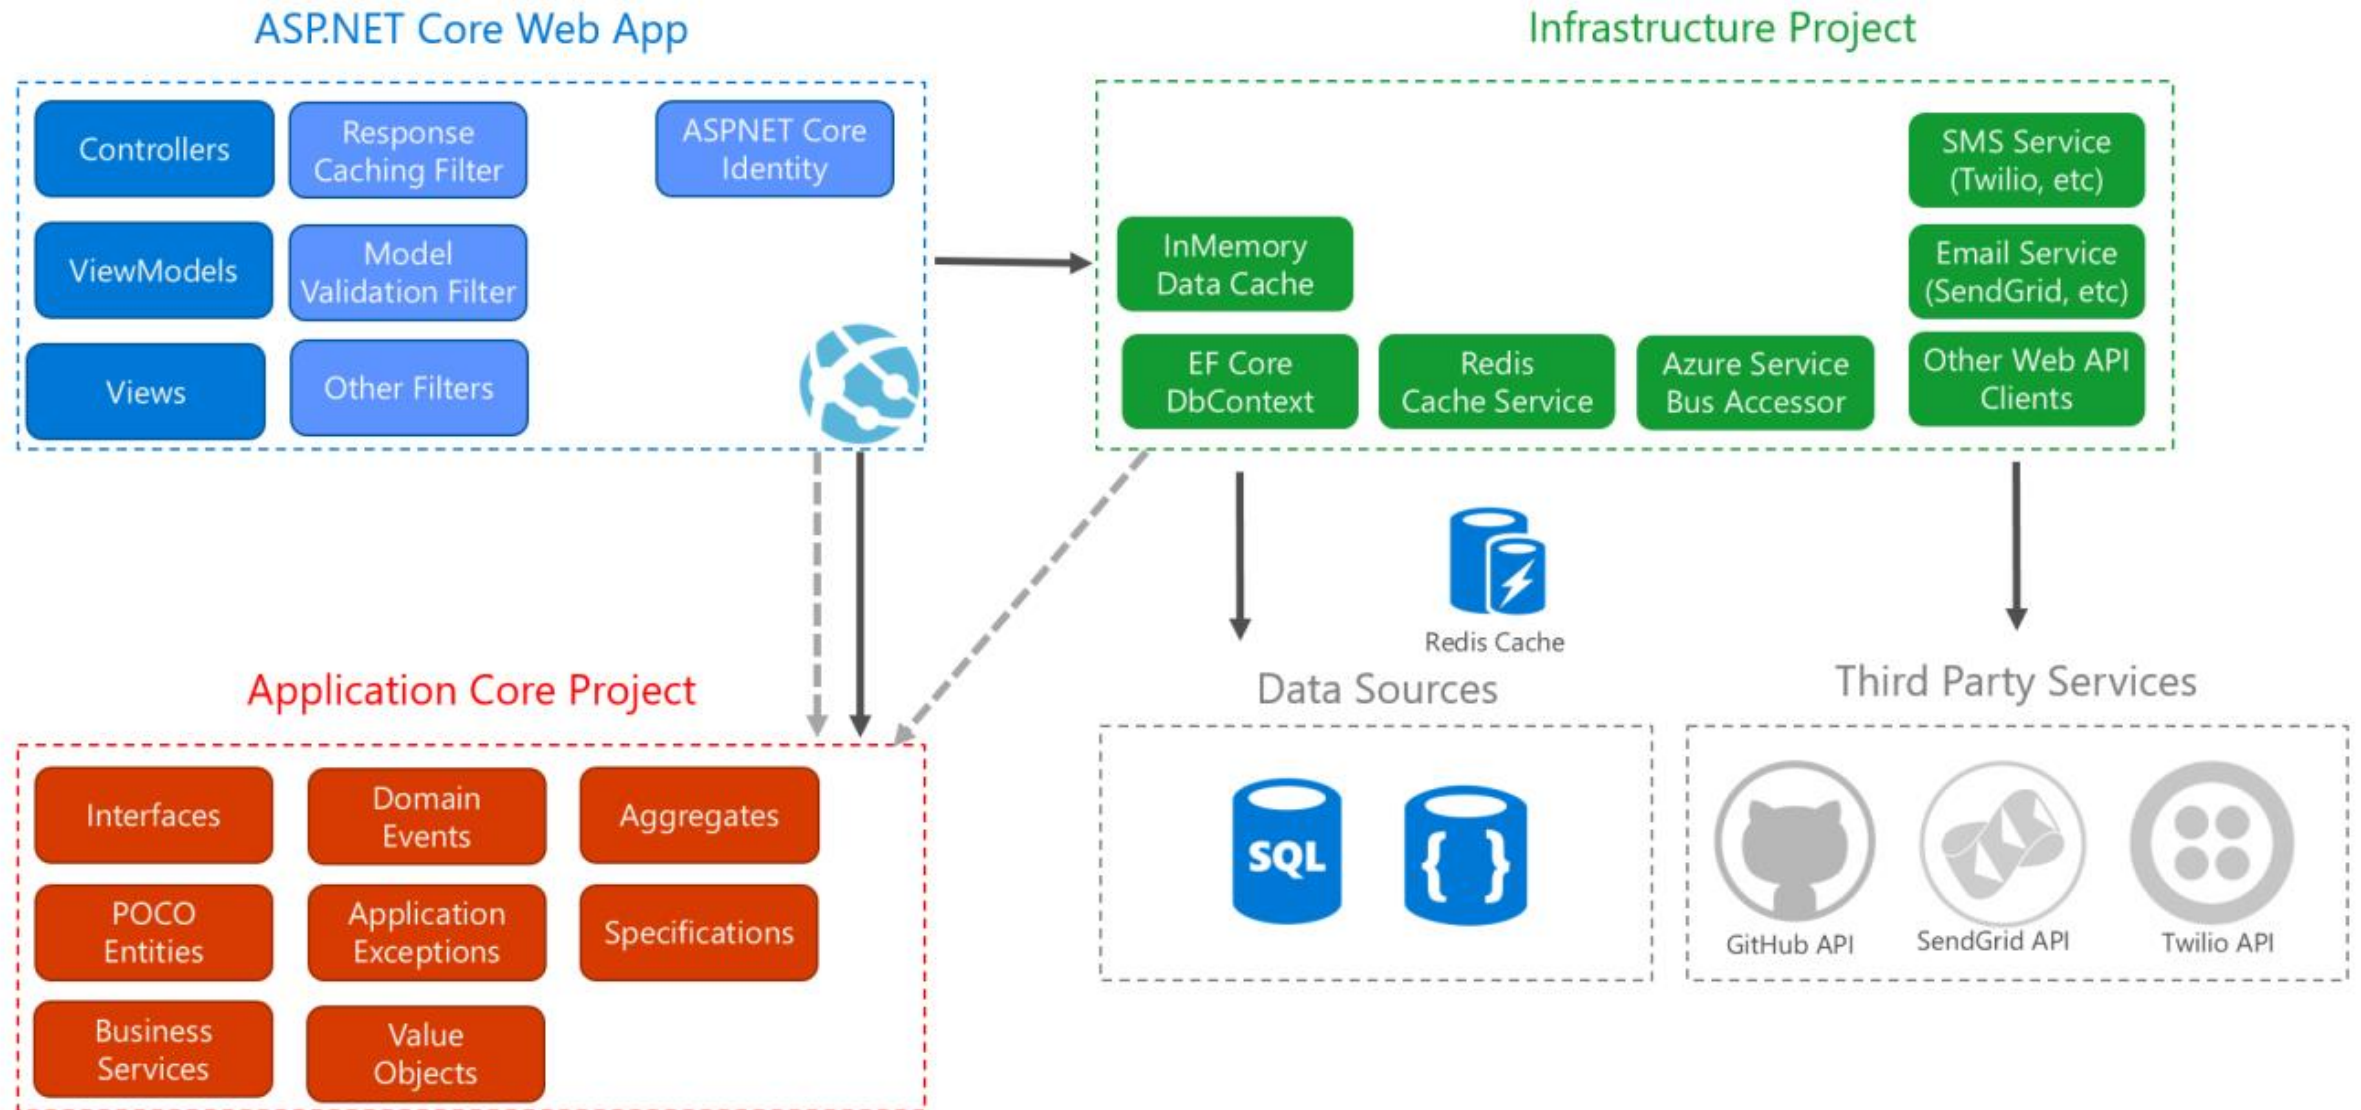 ASP.NET Core Web App
Controllers
Response
Caching Filter
ASPNET Core
Identity
ViewModels
Model
Validation Filter
Views
Other Filters
Infrastructure Project
SMS Service
(Twilio, etc)
InMemory
Data Cache
Email Service
(SendGrid, etc)
EF Core
DbContext
Redis
Cache Service
Azure Service
Bus Accessor
Other Web API
Clients
Redis Cache
Application Core Project
Interfaces
Domain
Events
Aggregates
POCO
Entities
Application
Exceptions
Specifications
Business
Services
Value
Objects
Data Sources
SQL
{ }
Third Party Services
GitHub API
SendGrid API
Twilio API